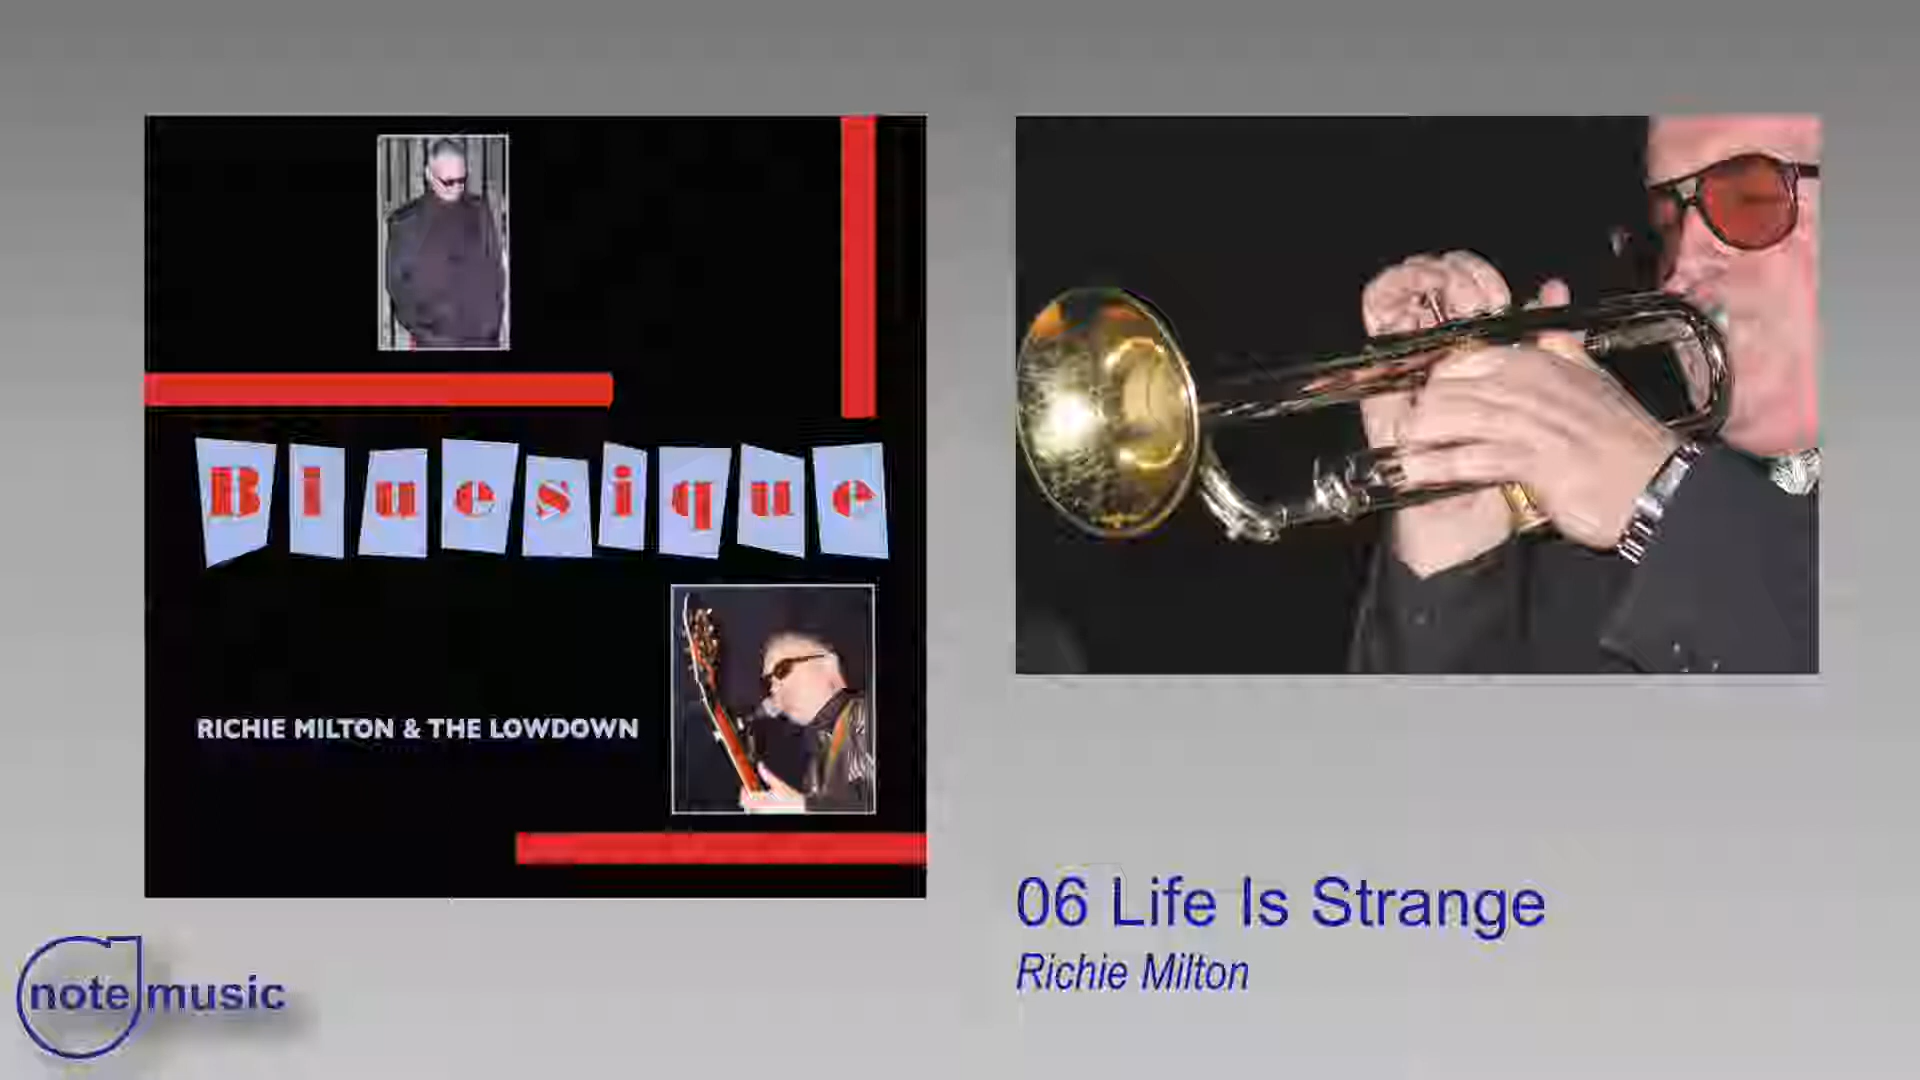 Bluesique
RICHIE MILTON & THE LOWDOWN
06 Life Is Strange
Richie Milton
note music